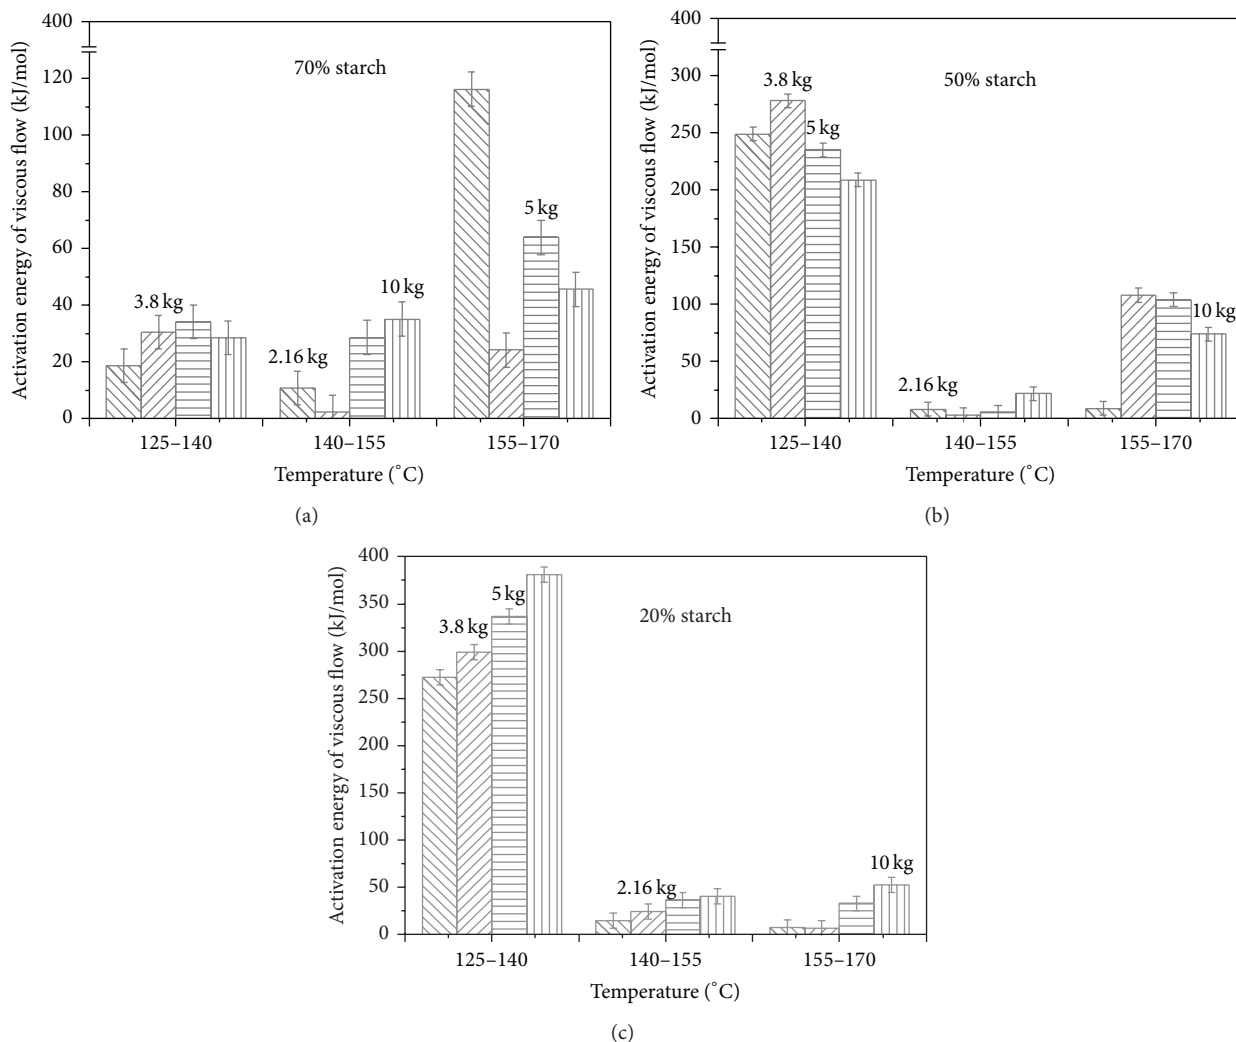 400
120
100
80
60
40
20
0
Activation energy of viscous flow (kJ/mol)
70% starch
3.8 kg
2.16 kg
10 kg
5 kg
125–140
140–155
155–170
Temperature (˚C)
(a)
400
300
250
200
150
100
50
0
Activation energy of viscous flow (kJ/mol)
50% starch
3.8 kg
5 kg
2.16 kg
10 kg
125–140
140–155
155–170
Temperature (˚C)
(b)
400
350
300
250
200
150
100
50
0
Activation energy of viscous flow (kJ/mol)
20% starch
5 kg
3.8 kg
2.16 kg
10 kg
125–140
140–155
155–170
Temperature (˚C)
(c)